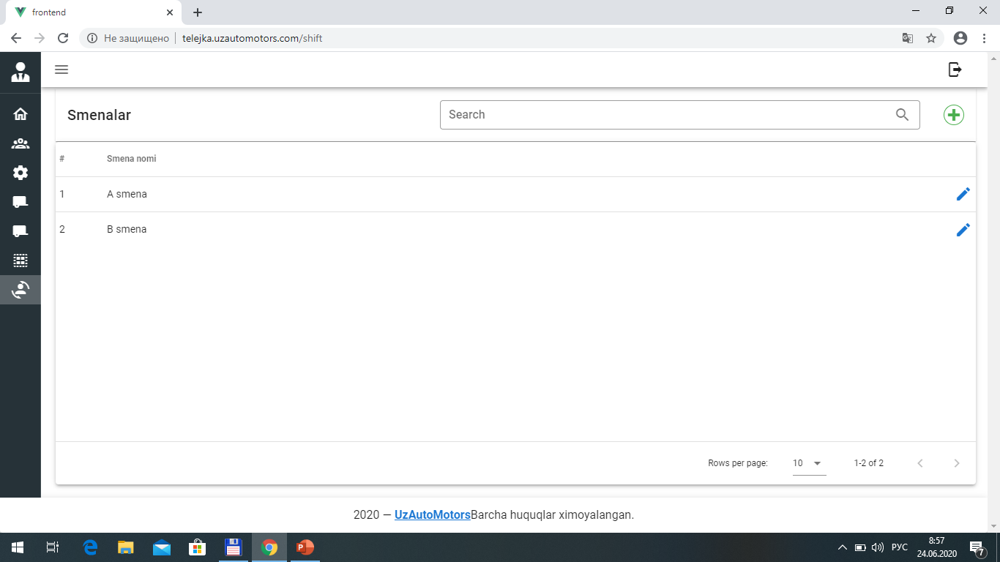 frontend
Не защищено
telejka.uzautomotors.com/shift
Smenalar
Search
# Smena nomi
1 A smena
2 B smena
Rows per page: 10 1-2 of 2
2020 — UzAutoMotorsBarcha huquqlar ximoyalangan.
P
РУС
8:57
24.06.2020
7